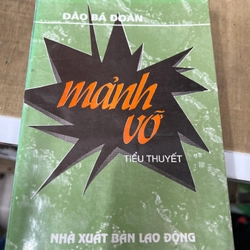 ĐÀO BÁ ĐOÀN
mảnh
vỡ
TIỂU THUYẾT
NHÀ XUẤT BẢN LAO ĐỘNG